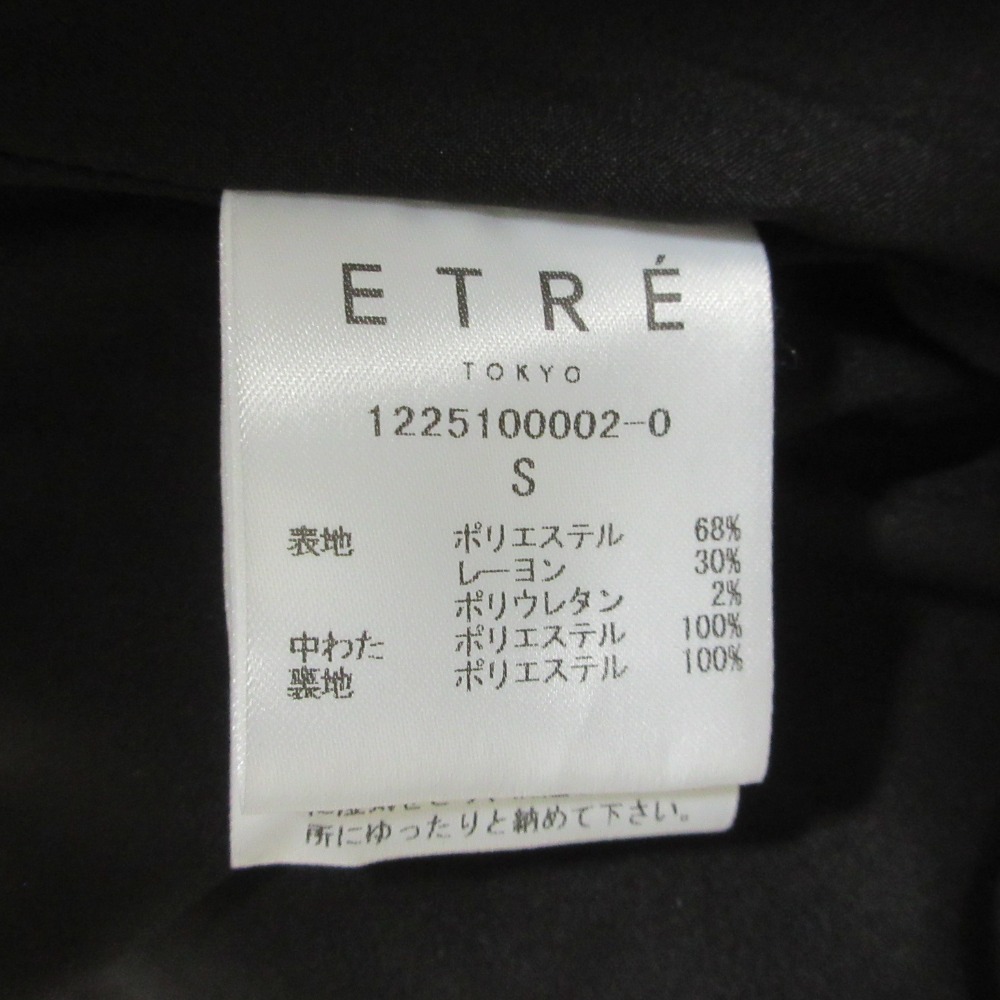 ETRÉ
TOKYO
1225100002-0
S
表地 ポリエステル 68%
レーヨン 30%
ポリウレタン 2%
中わた ポリエステル 100%
裏地 ポリエステル 100%
所にゆったりと納めて下さい。